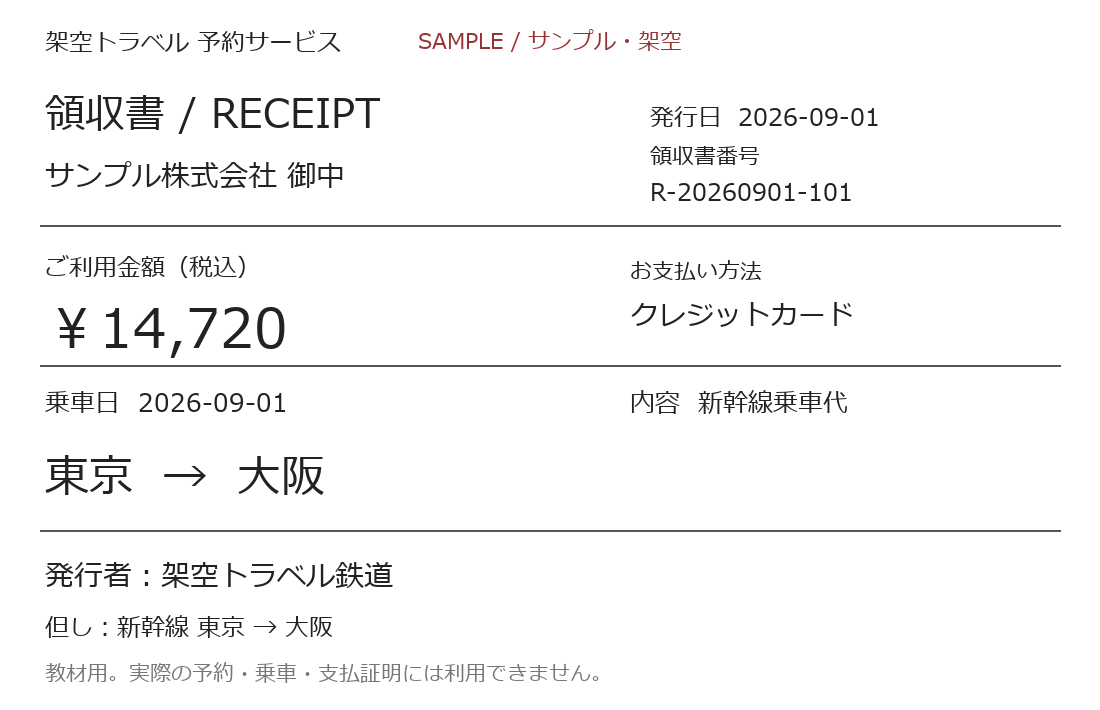 架空トラベル 予約サービス
SAMPLE / サンプル・架空
領収書 / RECEIPT
サンプル株式会社 御中
発行日 2026-09-01
領収書番号
R-20260901-101
ご利用金額（税込）
￥14,720
お支払い方法
クレジットカード
乗車日 2026-09-01
内容 新幹線乗車代
東京 → 大阪
発行者：架空トラベル鉄道
但し：新幹線 東京 → 大阪
教材用。実際の予約・乗車・支払証明には利用できません。